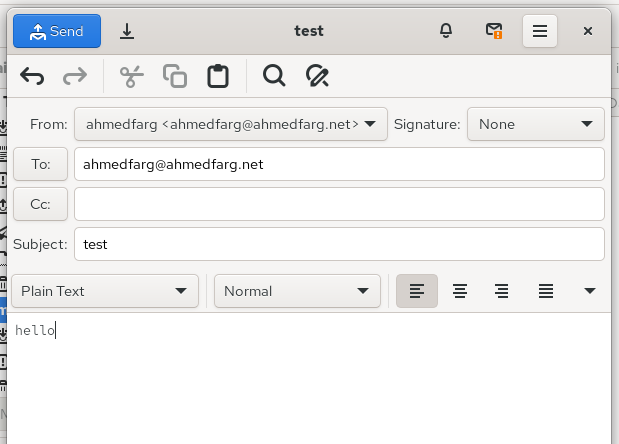 Send test
From: ahmedfarg <ahmedfarg@ahmedfarg.net> Signature: None
To: ahmedfarg@ahmedfarg.net
Cc:
Subject: test
Plain Text Normal
hello